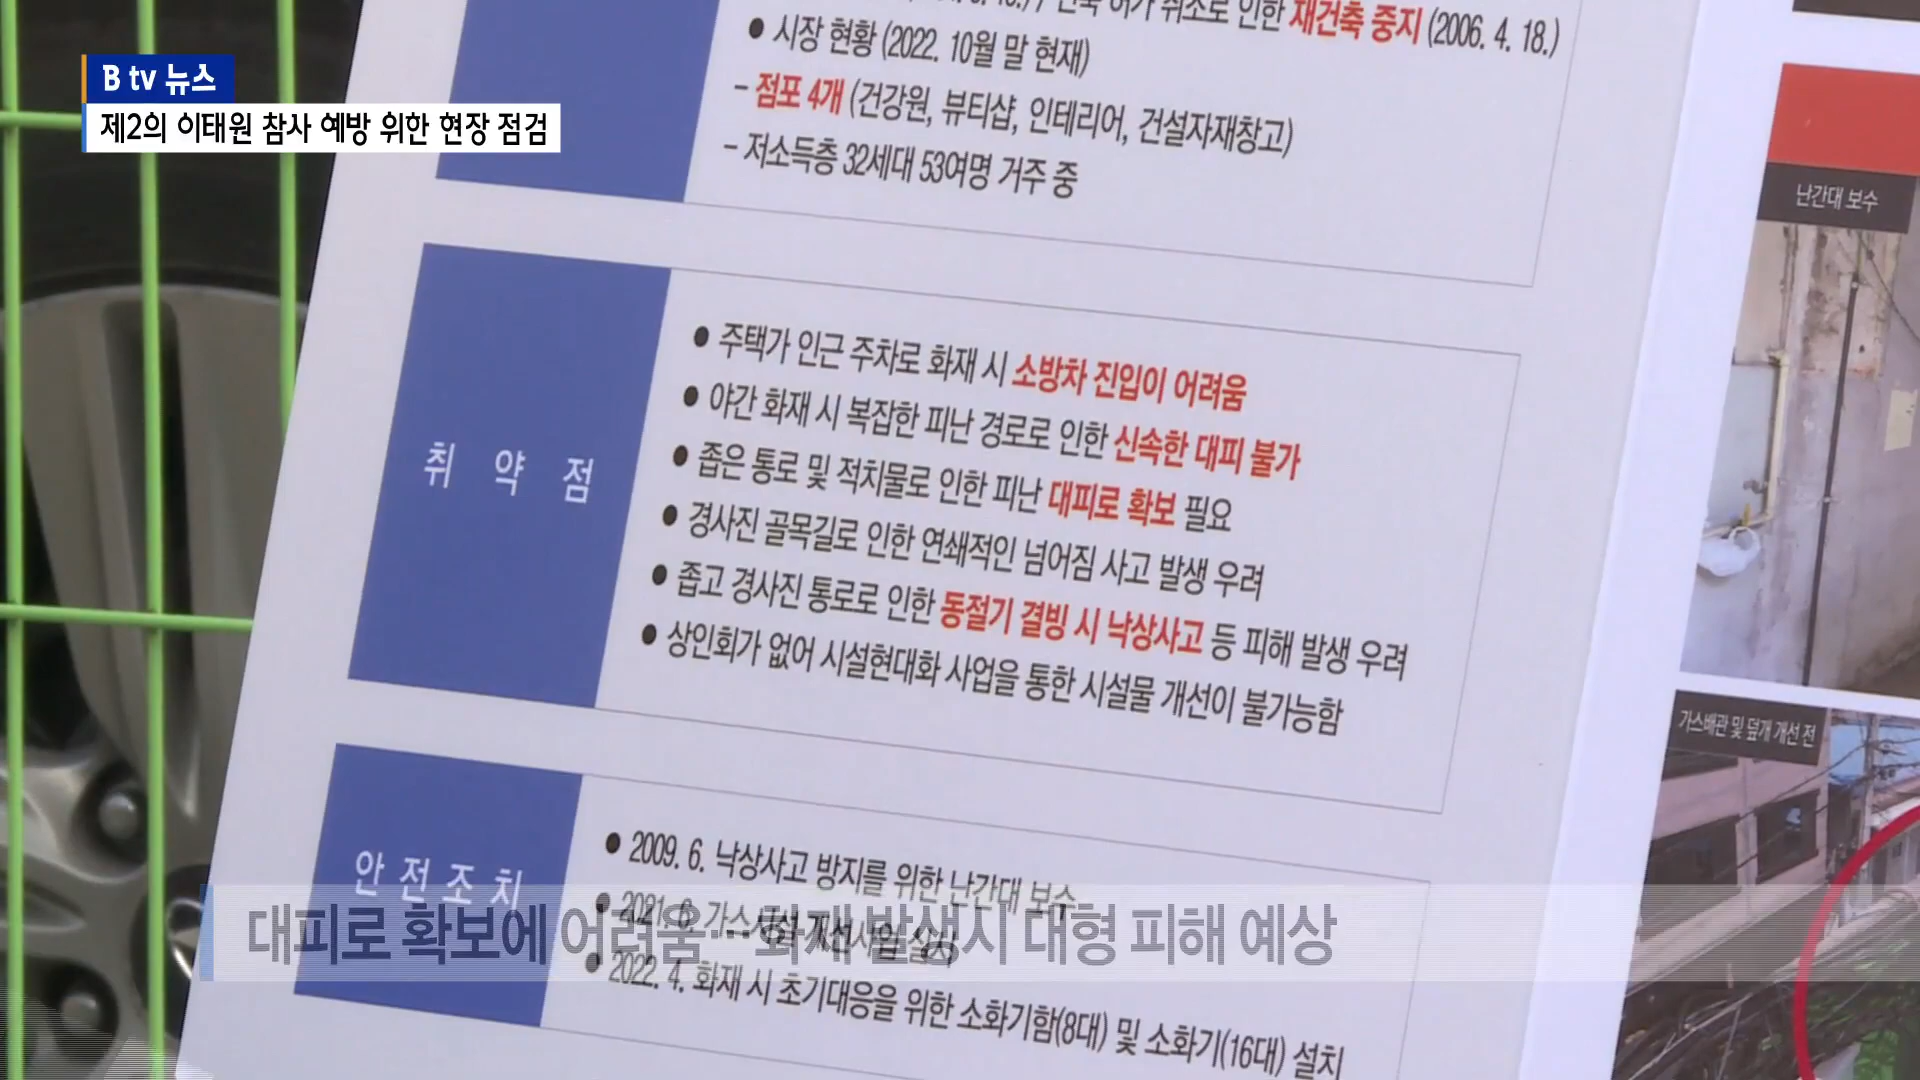 B tv 뉴스
제2의 이태원 참사 예방 위한 현장 점검
인한 재건축 중지 (2006. 4. 18.)
● 시장 현황 (2022. 10월 말 현재)
- 점포 4개 (건강원, 뷰티샵, 인테리어, 건설자재창고)
- 저소득층 32세대 53여명 거주 중
취 약 점
● 주택가 인근 주차로 화재 시 소방차 진입이 어려움
● 야간 화재 시 복잡한 피난 경로로 인한 신속한 대피 불가
● 좁은 통로 및 적치물로 인한 피난 대피로 확보 필요
● 경사진 골목길로 인한 연쇄적인 넘어짐 사고 발생 우려
● 좁고 경사진 통로로 인한 동절기 결빙 시 낙상사고 등 피해 발생 우려
● 상인회가 없어 시설현대화 사업을 통한 시설물 개선이 불가능함
안 전 조 치
● 2009. 6. 낙상사고 방지를 위한 난간대 보수
● 2021. 6. 가스시설 개선사업 실시
● 2022. 4. 화재 시 초기대응을 위한 소화기함(8대) 및 소화기(16대) 설치
난간대 보수
가스배관 및 덮개 개선 전
대피로 확보에 어려움…화재 발생시 대형 피해 예상